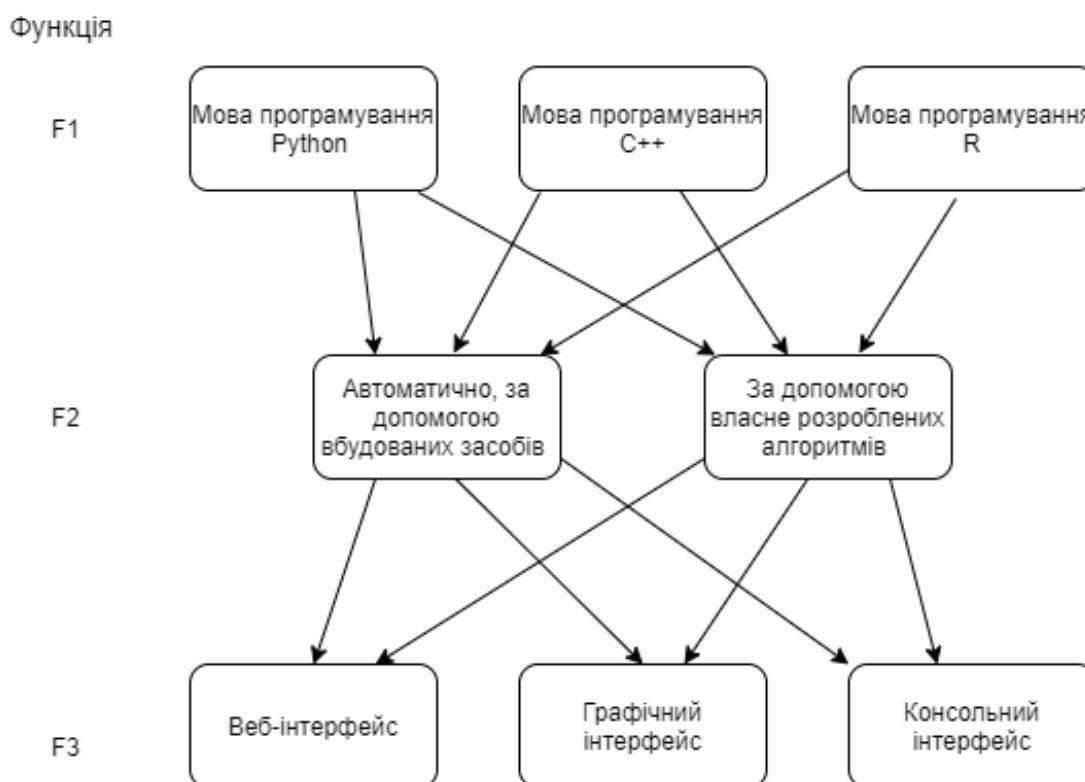 Функція
F1
Мова програмування
Python
Мова програмування
C++
Мова програмування
R
F2
Автоматично, за
допомогою
вбудованих засобів
За допомогою
власне розроблених
алгоритмів
F3
Веб-інтерфейс
Графічний
інтерфейс
Консольний
інтерфейс